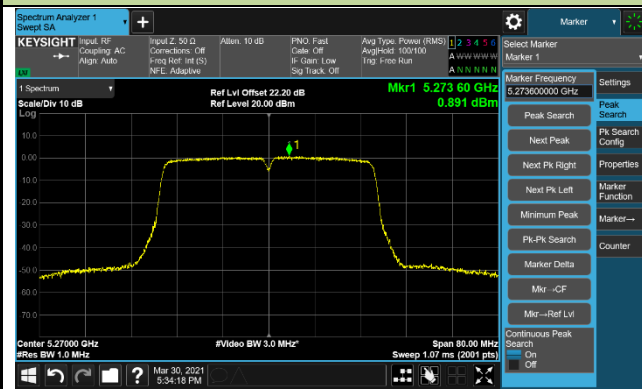 Spectrum Analyzer 1
Swept SA
Marker
KEYSIGHT
Input: RF
Coupling: AC
Align: Auto
Input Z: 50 Ω
Corrections: Off
Freq Ref: Int (S)
NFE: Adaptive
Atten: 10 dB
PNO: Fast
Gate: Off
IF Gain: Low
Sig Track: Off
Avg Type: Power (RMS)
Avg|Hold: 100/100
Trig: Free Run
1 2 3 4 5 6
A W W W W W
A N N N N N
Select Marker
Marker 1
1 Spectrum
Scale/Div 10 dB
Log
Ref Lvl Offset 22.20 dB
Ref Level 20.00 dBm
Mkr1 5.273 60 GHz
0.891 dBm
Marker Frequency
5.273600000 GHz
Peak Search
Next Peak
Next Pk Right
Next Pk Left
Minimum Peak
Pk-Pk Search
Marker Delta
Mkr→CF
Mkr→Ref Lvl
Continuous Peak
Search
On
Off
Settings
Peak
Search
Pk Search
Config
Properties
Marker
Function
Marker→
Counter
10.0
0.00
1
-10.0
-20.0
-30.0
-40.0
-50.0
-60.0
-70.0
Center 5.27000 GHz
#Res BW 1.0 MHz
#Video BW 3.0 MHz*
Span 80.00 MHz
Sweep 1.07 ms (2001 pts)
?
Mar 30, 2021
5:34:18 PM